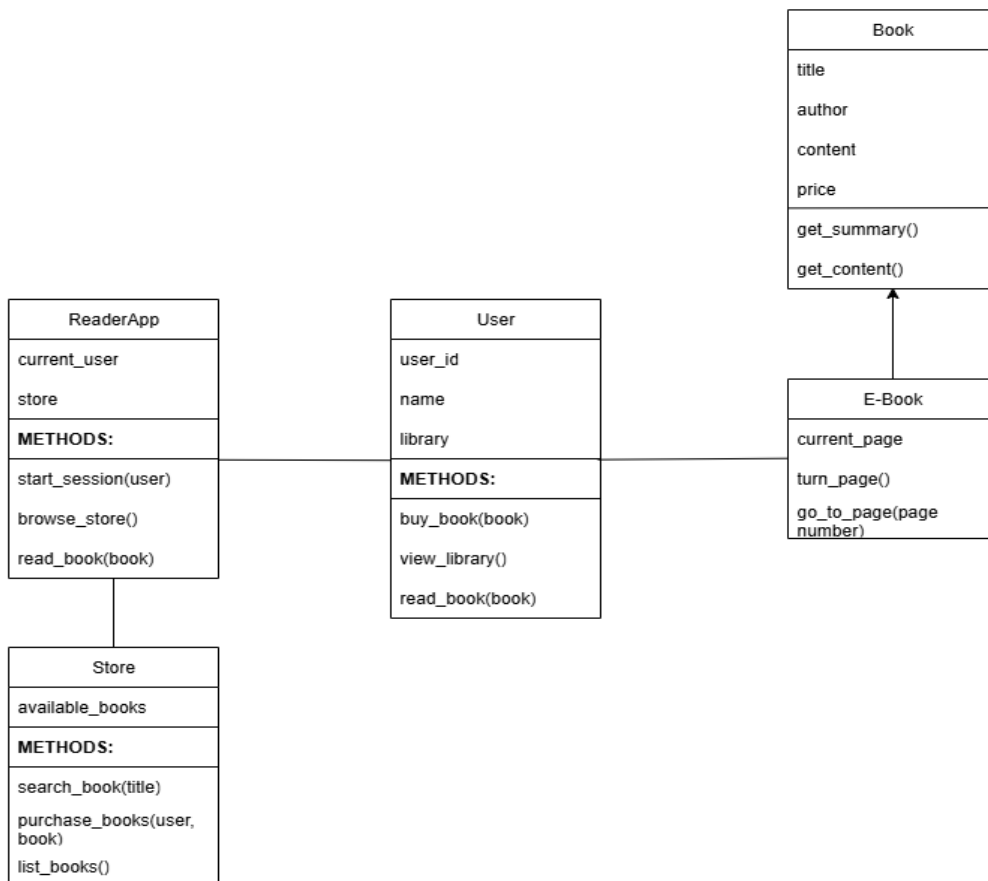 Book
title
author
content
price
get_summary()
get_content()
ReaderApp
current_user
store
METHODS:
start_session(user)
browse_store()
read_book(book)
User
user_id
name
library
METHODS:
buy_book(book)
view_library()
read_book(book)
E-Book
current_page
turn_page()
go_to_page(page
number)
Store
available_books
METHODS:
search_book(title)
purchase_books(user,
book)
list_books()